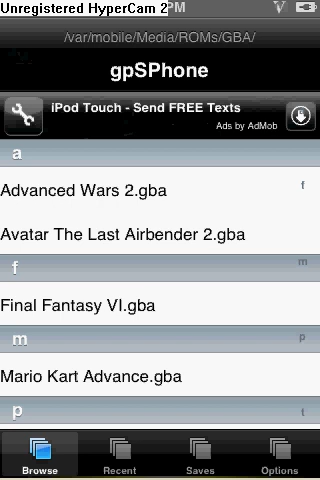 Unregistered HyperCam 2
PM
/var/mobile/Media/ROMs/GBA/
gpSPhone
iPod Touch - Send FREE Texts
Ads by AdMob
a
Advanced Wars 2.gba
f
Avatar The Last Airbender 2.gba
f
m
Final Fantasy VI.gba
m
p
Mario Kart Advance.gba
p
t
Browse
Recent
Saves
Options